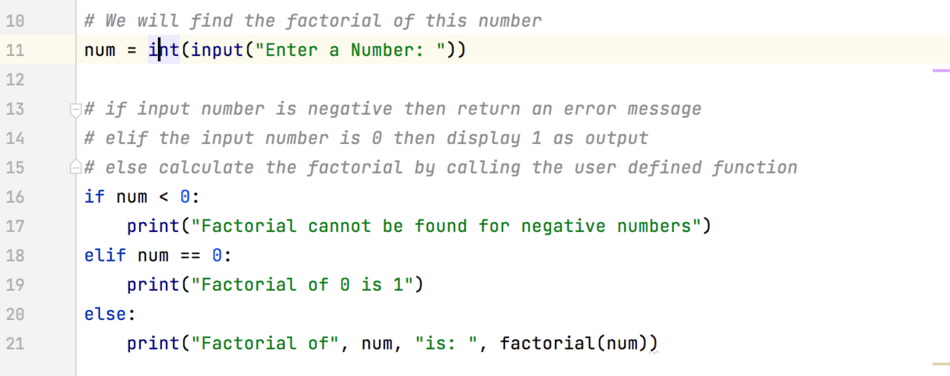 10 # We will find the factorial of this number
11 num = int(input("Enter a Number: "))
12
13 # if input number is negative then return an error message
14 # elif the input number is 0 then display 1 as output
15 # else calculate the factorial by calling the user defined function
16 if num < 0:
17     print("Factorial cannot be found for negative numbers")
18 elif num == 0:
19     print("Factorial of 0 is 1")
20 else:
21     print("Factorial of", num, "is: ", factorial(num))